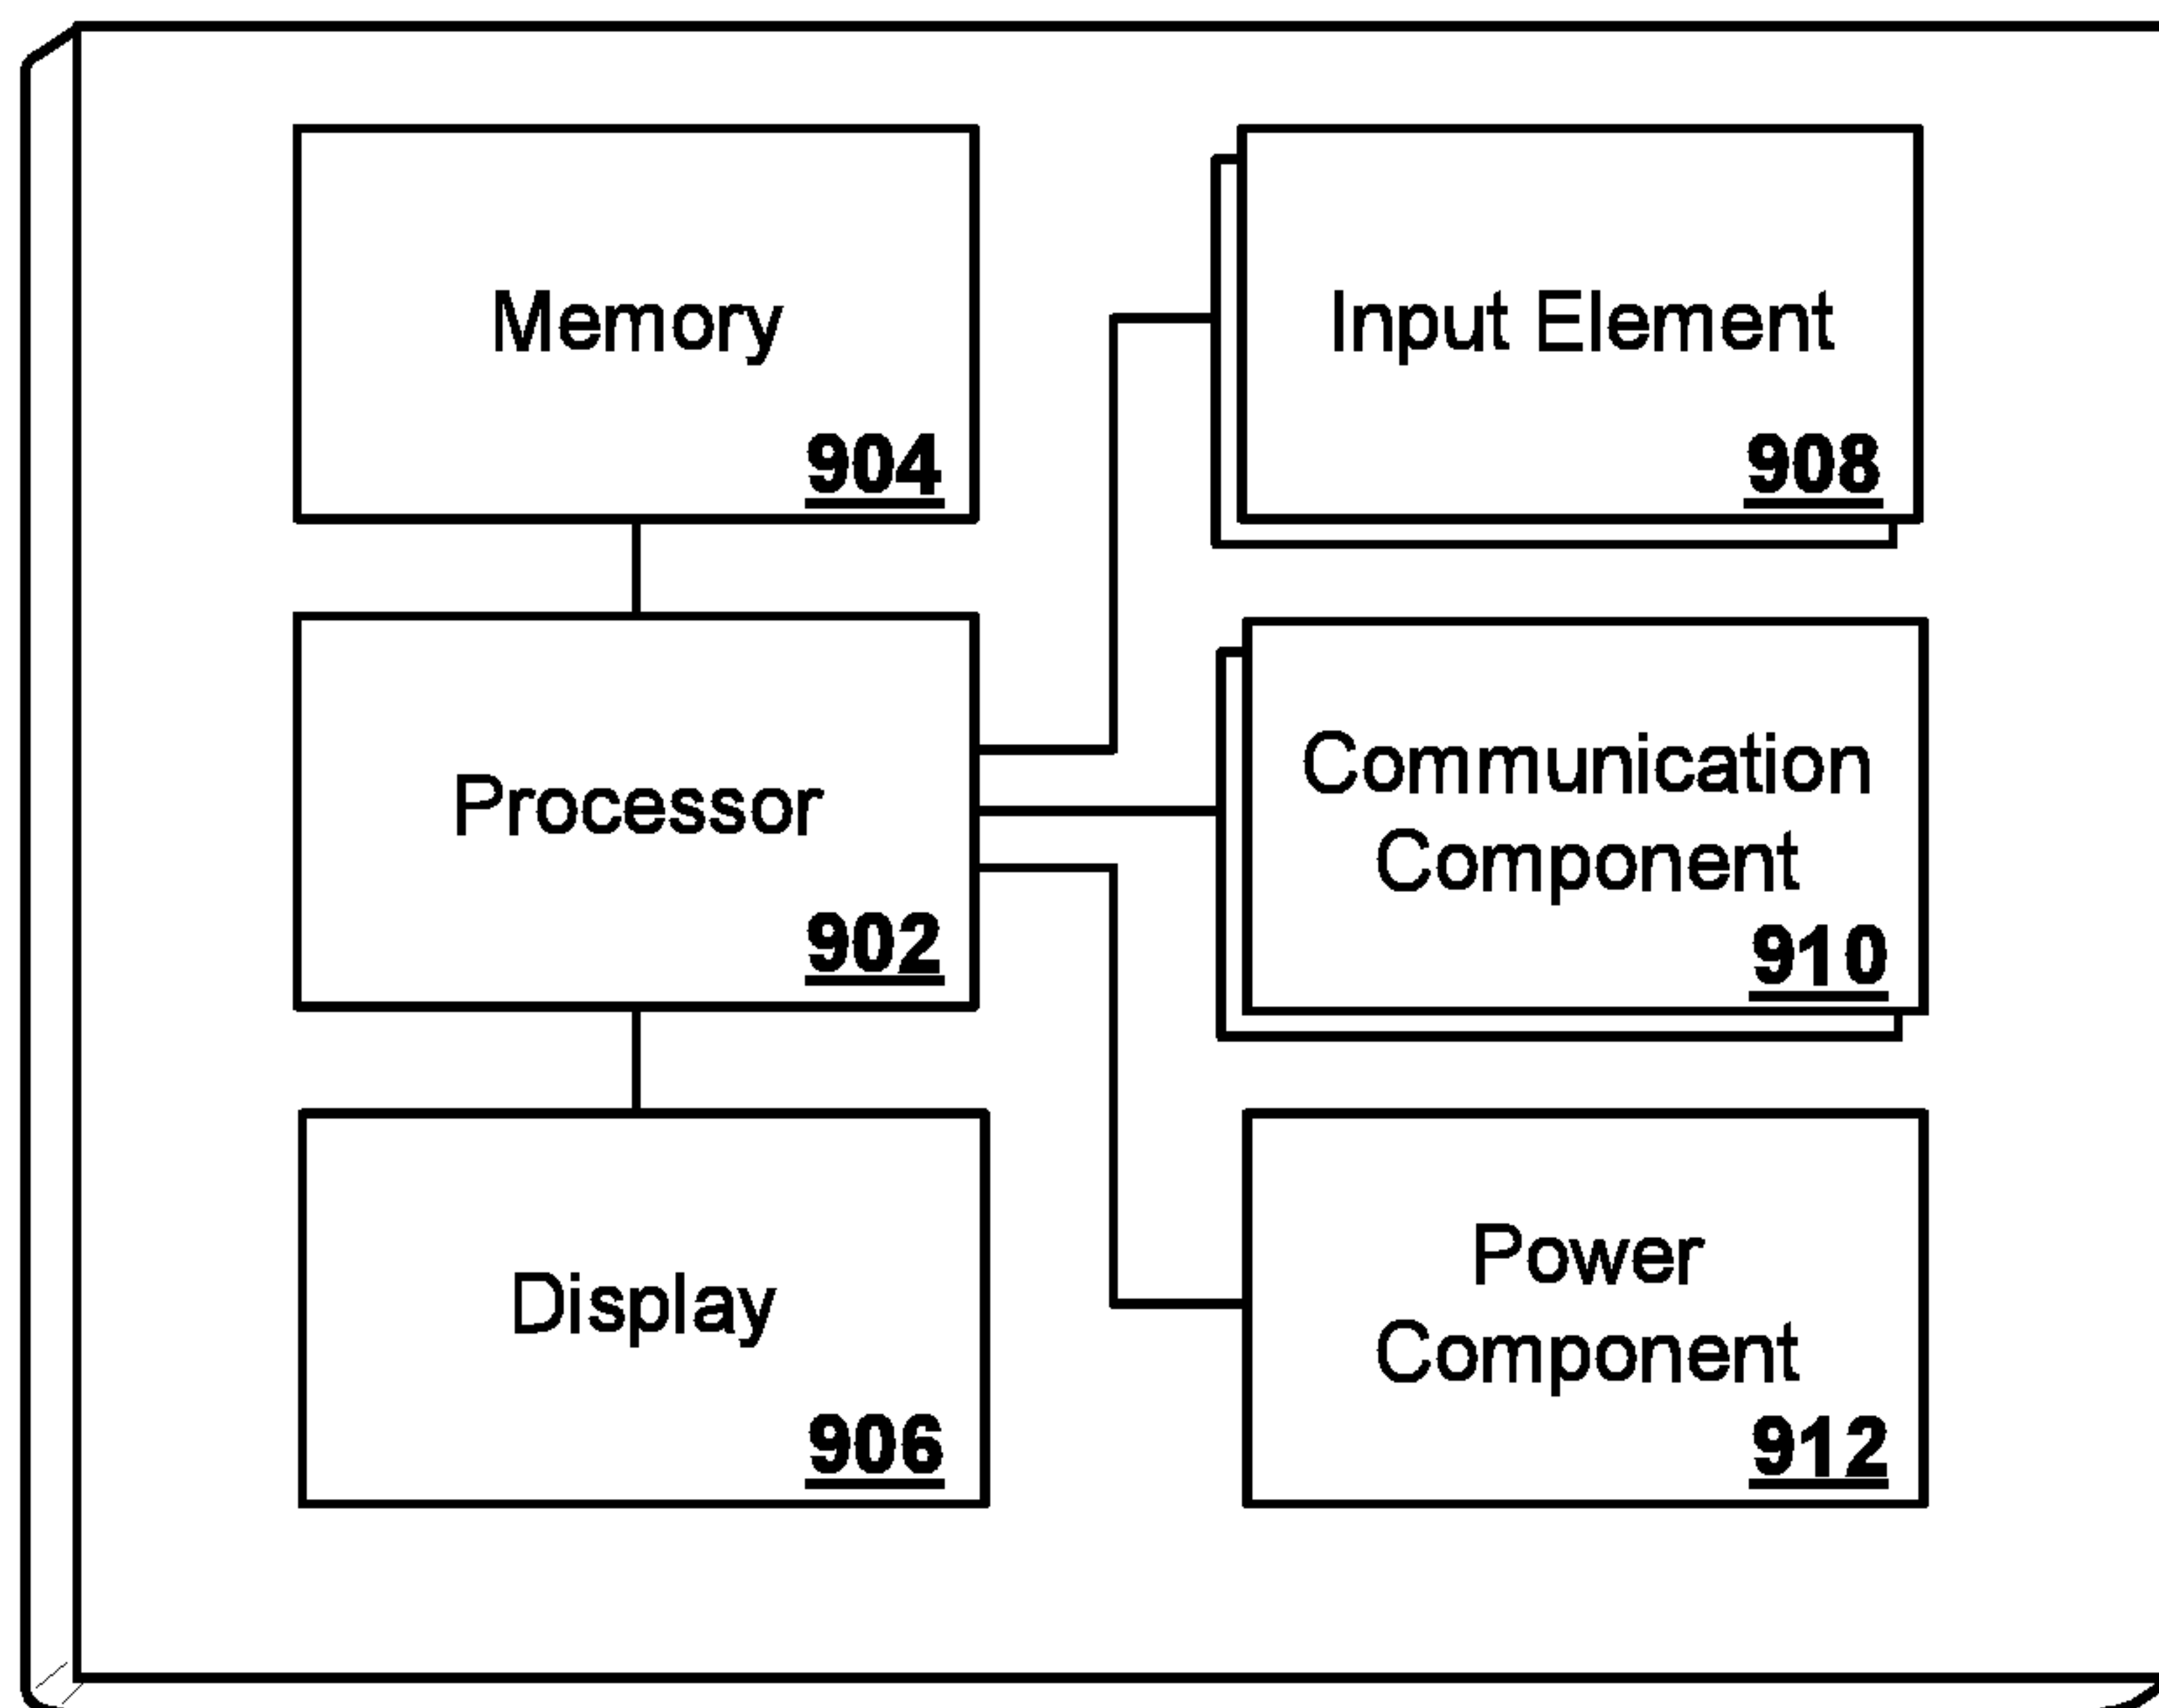 Memory
904
Input Element
908
Processor
902
Communication
Component
910
Display
906
Power
Component
912